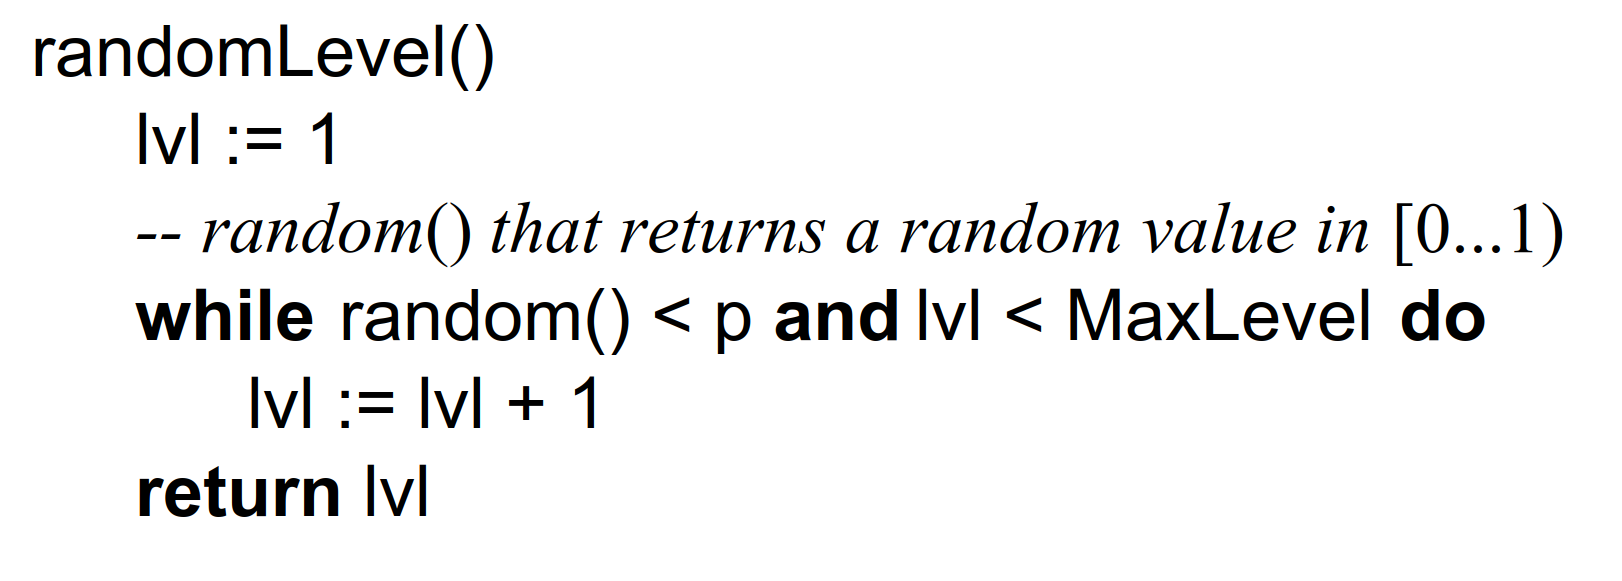 randomLevel()
lvl := 1
-- random() that returns a random value in [0...1)
while random() < p and lvl < MaxLevel do
lvl := lvl + 1
return lvl